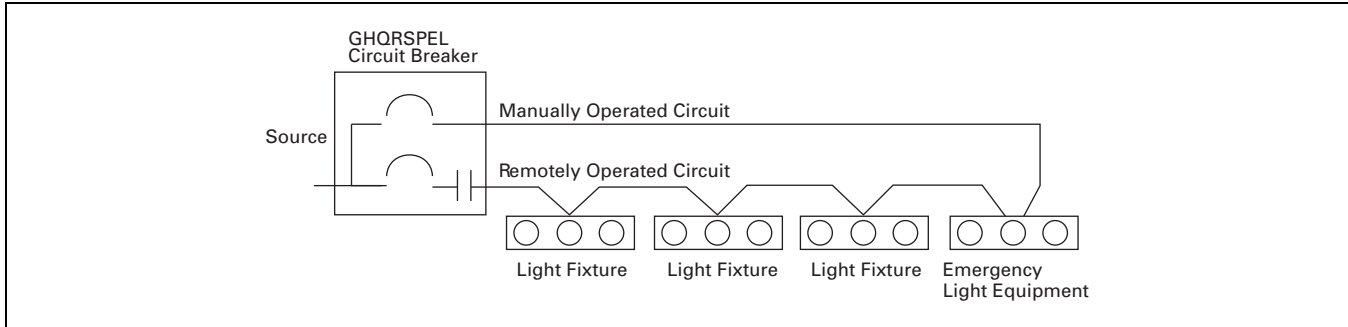 GHQRSPEL
Circuit Breaker
Manually Operated Circuit
Source
Remotely Operated Circuit
Light Fixture
Light Fixture
Light Fixture
Emergency
Light Equipment